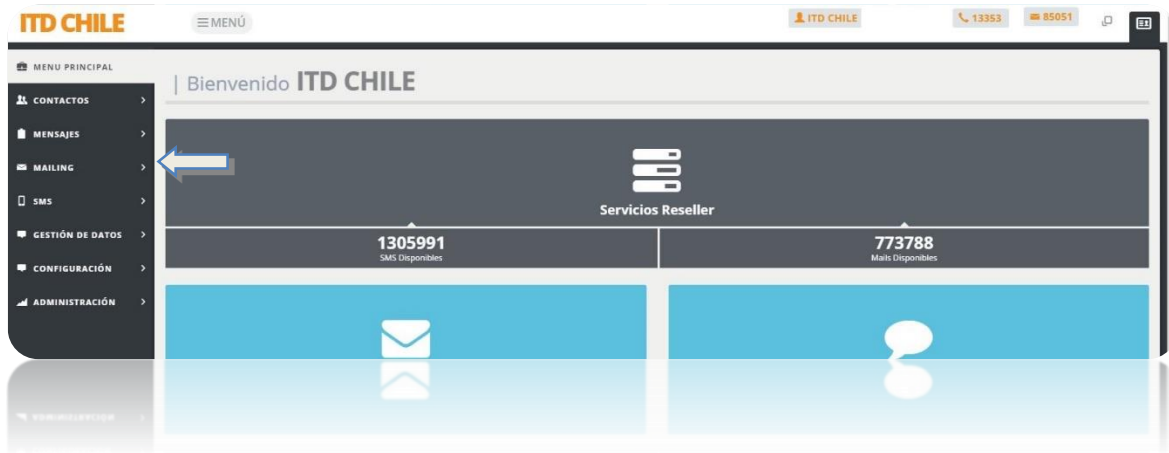 ITD CHILE
MENÚ
ITD CHILE
13353
85051
MENU PRINCIPAL
CONTACTOS
MENSAJES
MAILING
SMS
GESTIÓN DE DATOS
CONFIGURACIÓN
ADMINISTRACIÓN
| Bienvenido ITD CHILE
Servicios Reseller
1305991
SMS Disponibles
773788
Mails Disponibles